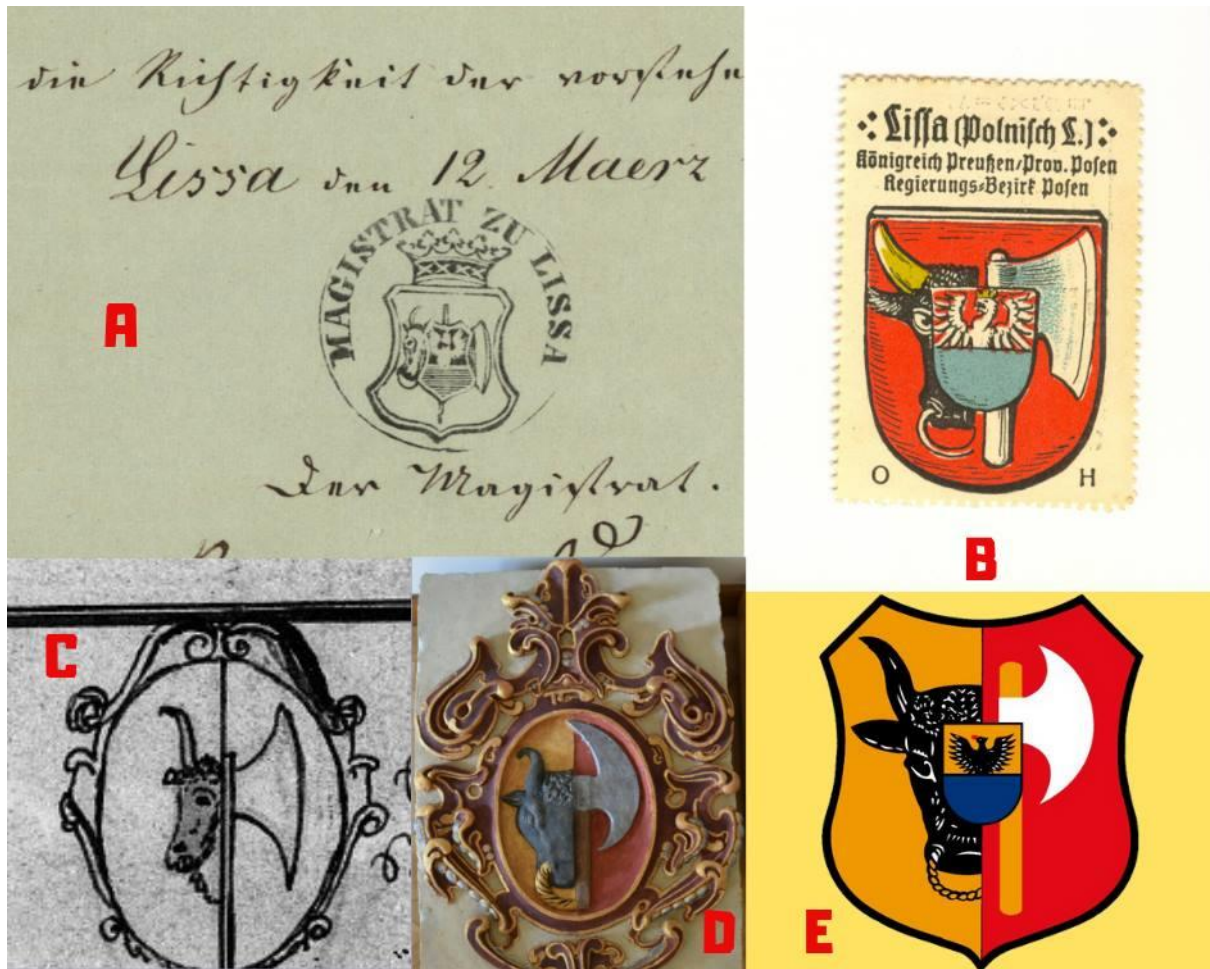 die Richtigkeit der vorstehe
Lissa den 12. Maerz
MAGISTRAT ZU LISSA
Der Magistrat.
A
Lissa (Polnisch L.)
Königreich Preußen/Prov. Posen
Regierungs=Bezirk Posen
O H
B
C
D
E